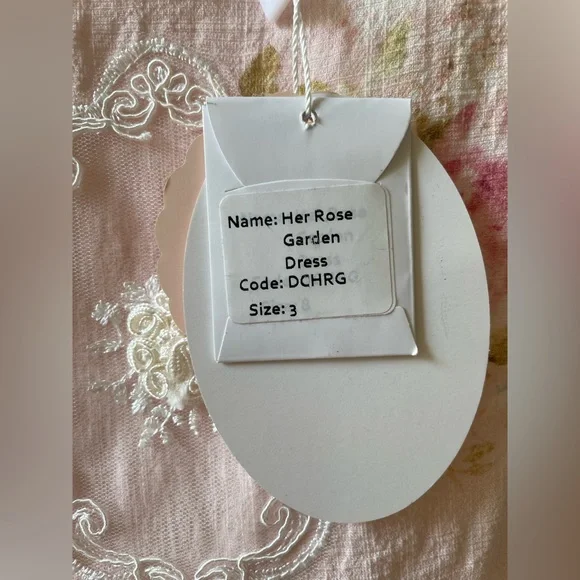 Name: Her Rose
Garden
Dress
Code: DCHRG
Size: 3